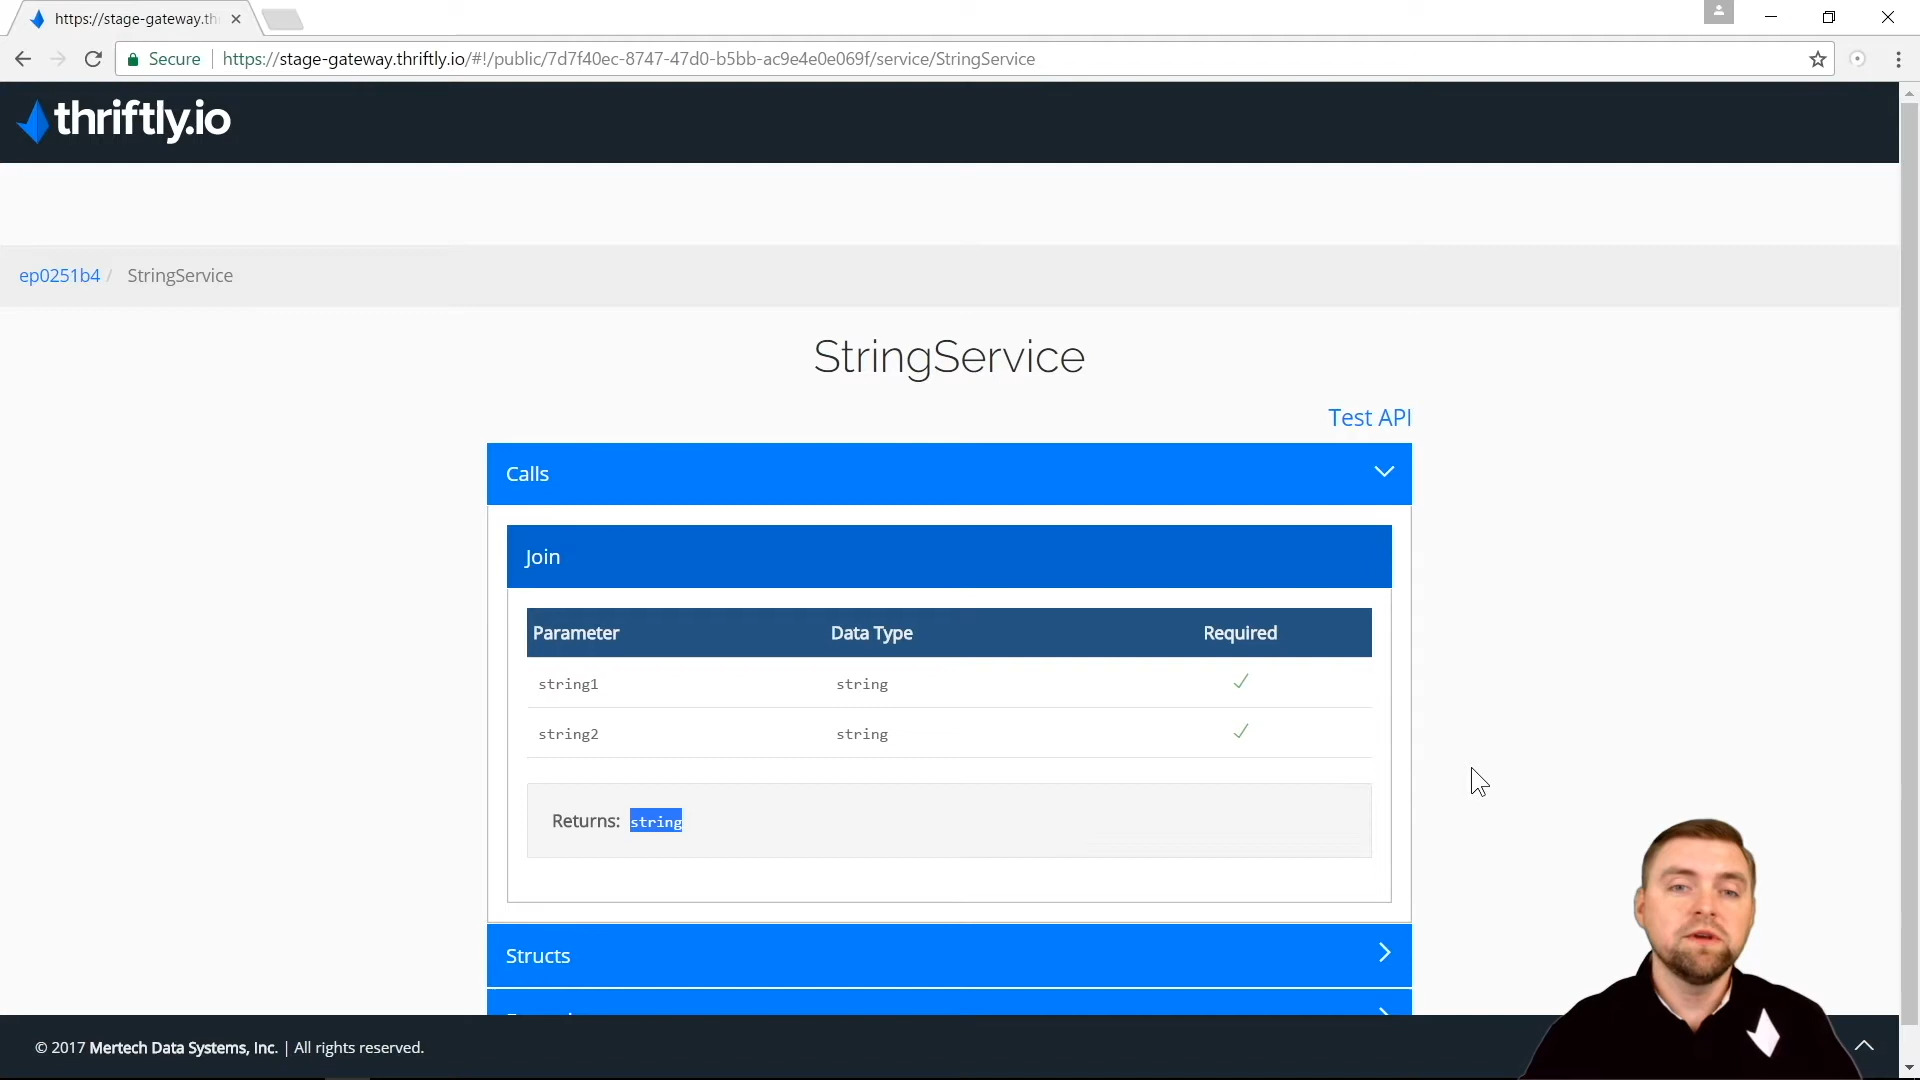 https://stage-gateway.th
Secure https://stage-gateway.thriftly.io/#!/public/7d7f40ec-8747-47d0-b5bb-ac9e4e0e069f/service/StringService
thriftly.io
ep0251b4 / StringService
StringService
Test API
Calls
Join
Parameter Data Type Required
string1 string
string2 string
Returns: string
Structs
© 2017 Mertech Data Systems, Inc. | All rights reserved.